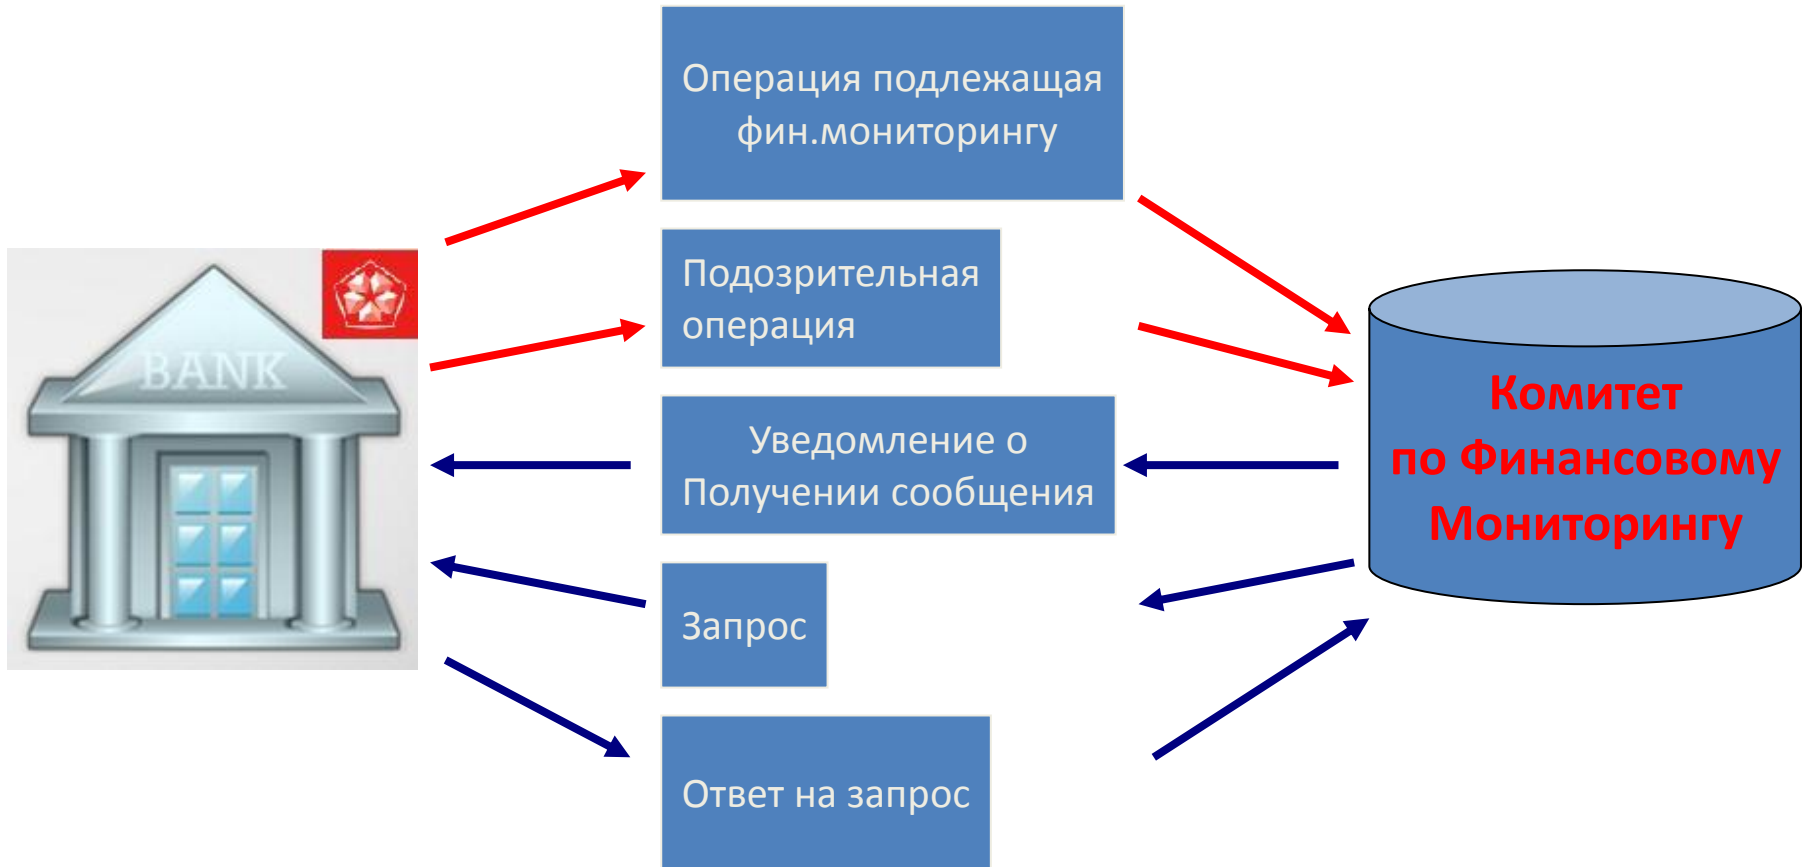 Операция подлежащая
фин.мониторингу
Подозрительная
операция
BANK
Уведомление о
Получении сообщения
Комитет
по Финансовому
Мониторингу
Запрос
Ответ на запрос